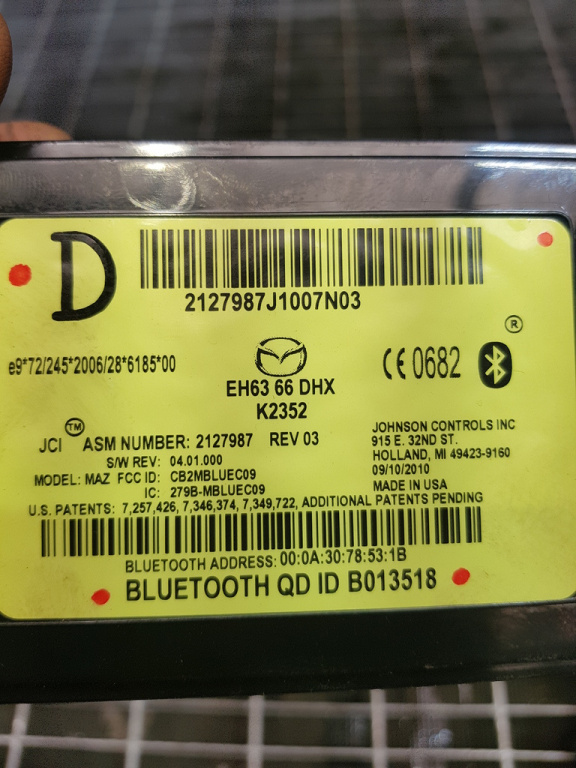 D
2127987J1007N03
®
e9*72/245*2006/28*6185*00
CE 0682
EH63 66 DHX
K2352
JCI™ ASM NUMBER: 2127987 REV 03
S/W REV: 04.01.000
MODEL: MAZ FCC ID: CB2MBLUEC09
IC: 279B-MBLUEC09
JOHNSON CONTROLS INC
915 E. 32ND ST.
HOLLAND, MI 49423-9160
09/10/2010
MADE IN USA
U.S. PATENTS: 7,257,426, 7,346,374, 7,349,722, ADDITIONAL PATENTS PENDING
BLUETOOTH ADDRESS: 00:0A:30:78:53:1B
BLUETOOTH QD ID B013518